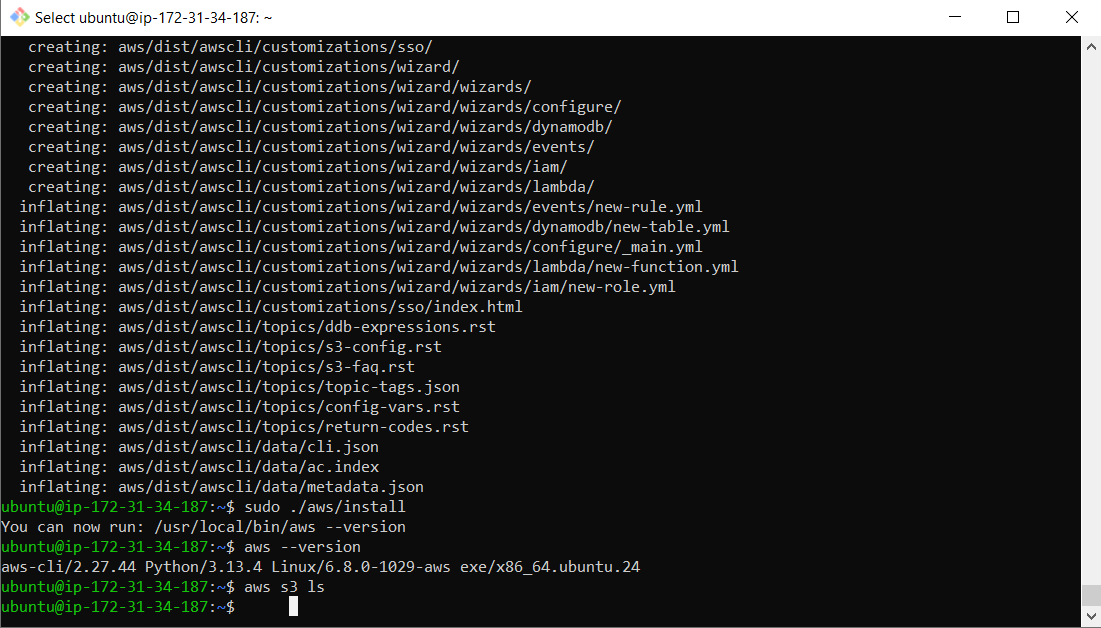 Select ubuntu@ip-172-31-34-187: ~
creating: aws/dist/awscli/customizations/sso/
creating: aws/dist/awscli/customizations/wizard/
creating: aws/dist/awscli/customizations/wizard/wizards/
creating: aws/dist/awscli/customizations/wizard/wizards/configure/
creating: aws/dist/awscli/customizations/wizard/wizards/dynamodb/
creating: aws/dist/awscli/customizations/wizard/wizards/events/
creating: aws/dist/awscli/customizations/wizard/wizards/iam/
creating: aws/dist/awscli/customizations/wizard/wizards/lambda/
inflating: aws/dist/awscli/customizations/wizard/wizards/events/new-rule.yml
inflating: aws/dist/awscli/customizations/wizard/wizards/dynamodb/new-table.yml
inflating: aws/dist/awscli/customizations/wizard/wizards/configure/_main.yml
inflating: aws/dist/awscli/customizations/wizard/wizards/lambda/new-function.yml
inflating: aws/dist/awscli/customizations/wizard/wizards/iam/new-role.yml
inflating: aws/dist/awscli/customizations/sso/index.html
inflating: aws/dist/awscli/topics/ddb-expressions.rst
inflating: aws/dist/awscli/topics/s3-config.rst
inflating: aws/dist/awscli/topics/s3-faq.rst
inflating: aws/dist/awscli/topics/topic-tags.json
inflating: aws/dist/awscli/topics/config-vars.rst
inflating: aws/dist/awscli/topics/return-codes.rst
inflating: aws/dist/awscli/data/cli.json
inflating: aws/dist/awscli/data/ac.index
inflating: aws/dist/awscli/data/metadata.json
ubuntu@ip-172-31-34-187:~$ sudo ./aws/install
You can now run: /usr/local/bin/aws --version
ubuntu@ip-172-31-34-187:~$ aws --version
aws-cli/2.27.44 Python/3.13.4 Linux/6.8.0-1029-aws exe/x86_64.ubuntu.24
ubuntu@ip-172-31-34-187:~$ aws s3 ls
ubuntu@ip-172-31-34-187:~$